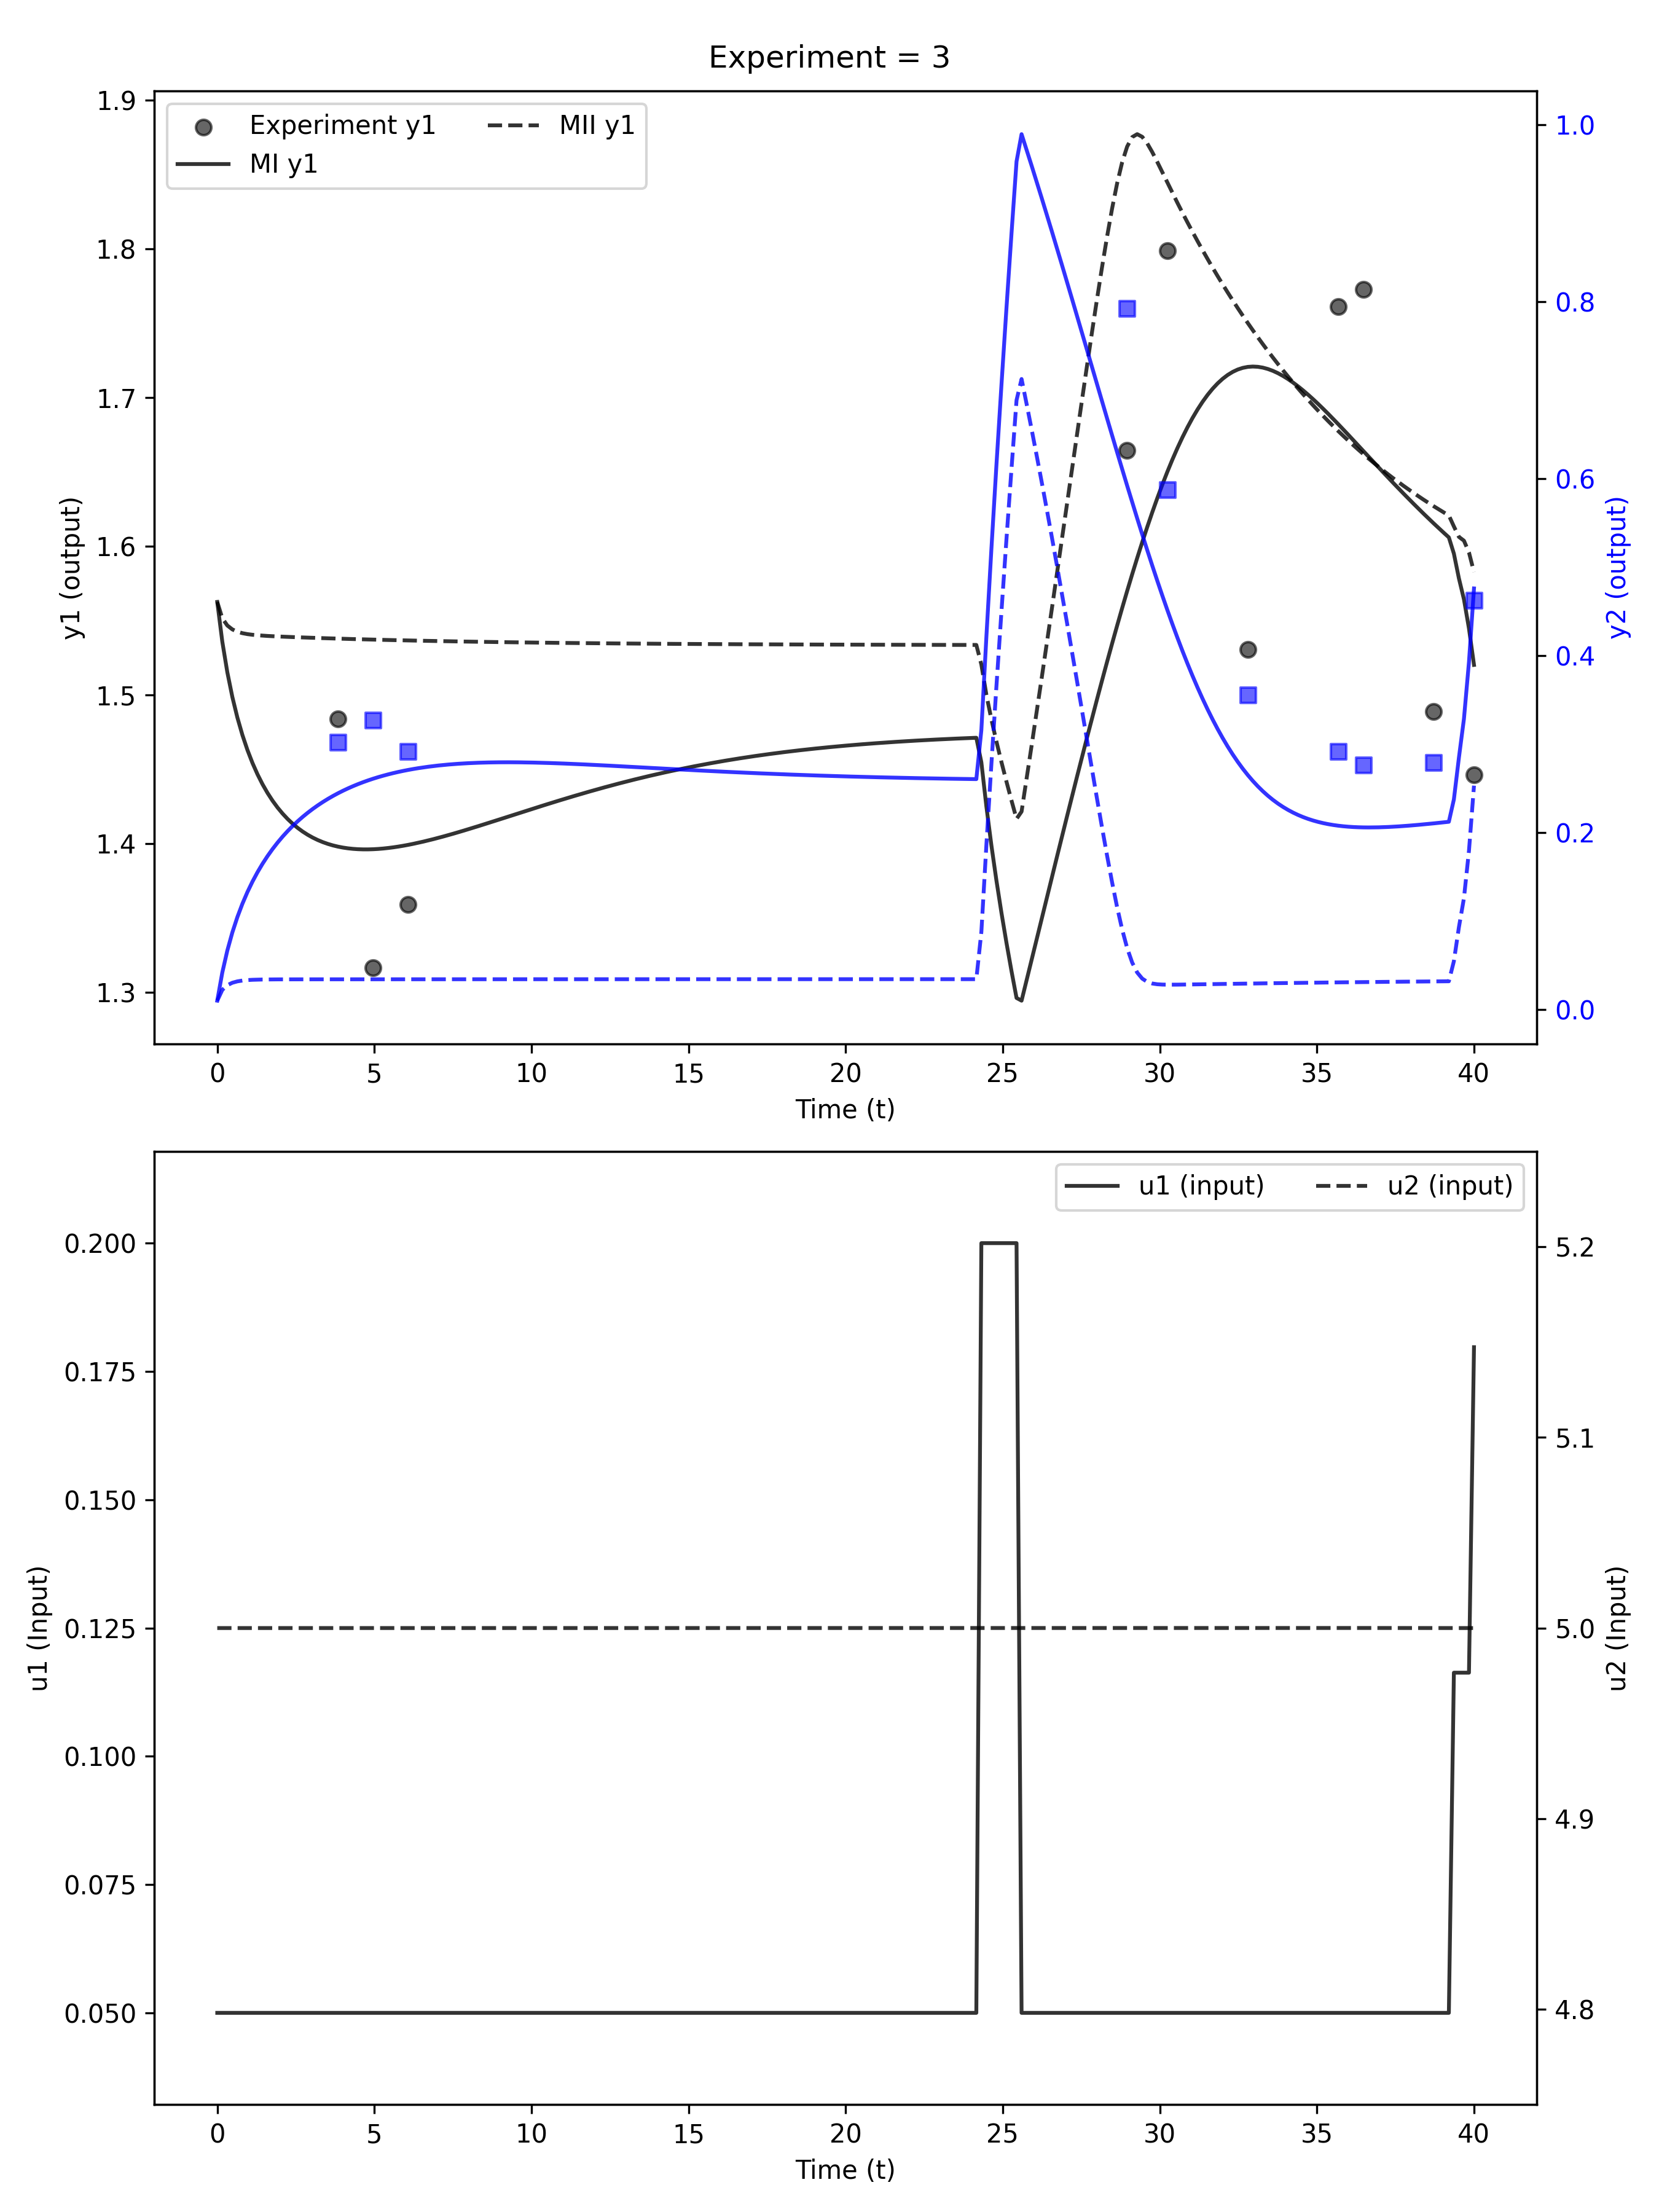 Experiment = 3
Experiment y1
MI y1
MII y1
1.9
1.8
1.7
1.6
1.5
1.4
1.3
y1 (output)
1.0
0.8
0.6
0.4
0.2
0.0
y2 (output)
0 5 10 15 20 25 30 35 40
Time (t)
u1 (input) u2 (input)
0.200
0.175
0.150
0.125
0.100
0.075
0.050
u1 (Input)
5.2
5.1
5.0
4.9
4.8
u2 (Input)
0 5 10 15 20 25 30 35 40
Time (t)